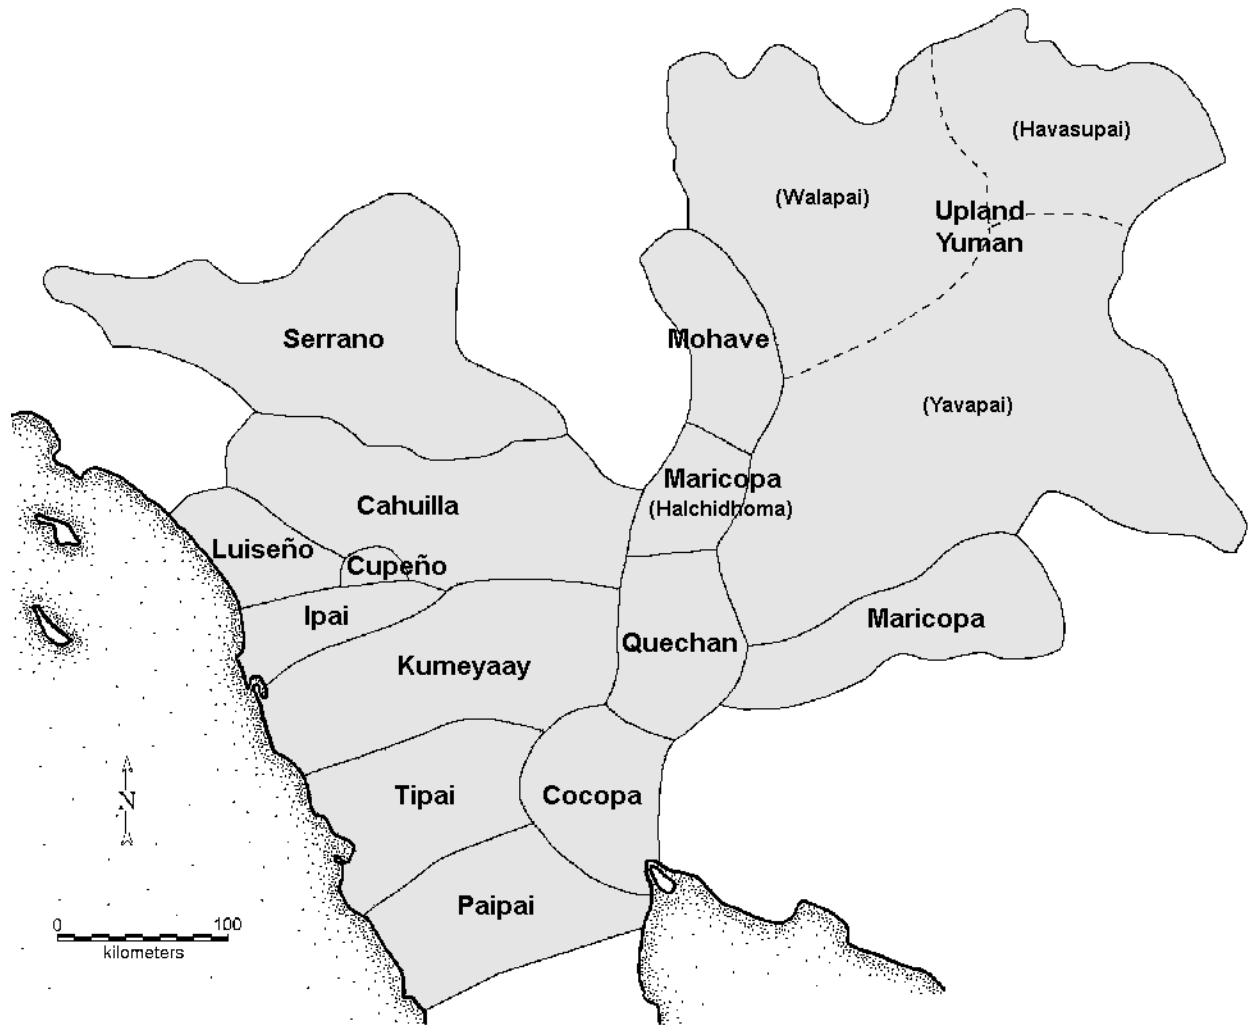 (Havasupai)
(Walapai)
Upland
Yuman
Serrano
Mohave
(Yavapai)
Maricopa
(Halchidhoma)
Cahuilla
Luiseño
Cupeño
Ipai
Maricopa
Quechan
Kumeyaay
Tipai
Cocopa
N
Paipai
0 100
kilometers